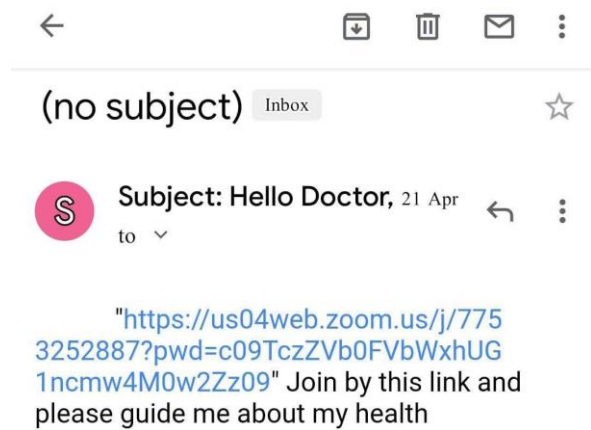 (no subject) Inbox
S
Subject: Hello Doctor, 21 Apr
to
"https://us04web.zoom.us/j/775
3252887?pwd=c09TczZVb0FVbWxhUG
1ncmw4M0w2Zz09" Join by this link and
please guide me about my health